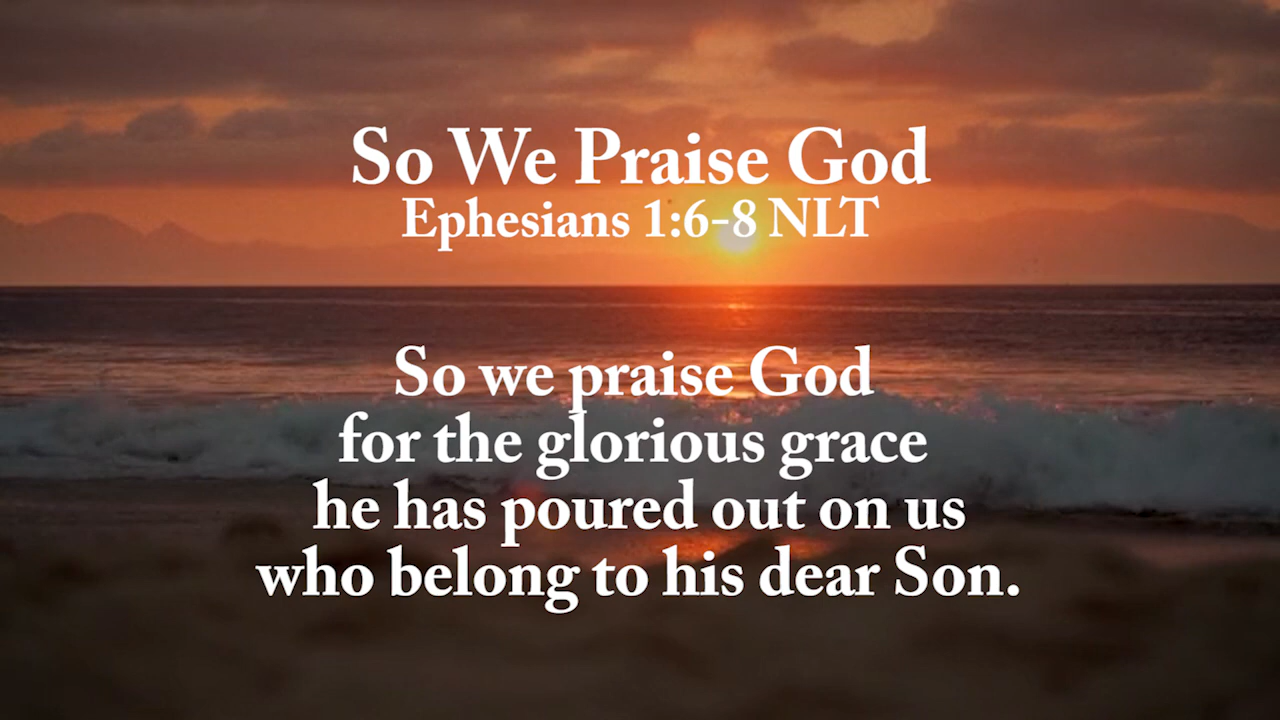 So We Praise God
Ephesians 1:6-8 NLT
So we praise God
for the glorious grace
he has poured out on us
who belong to his dear Son.